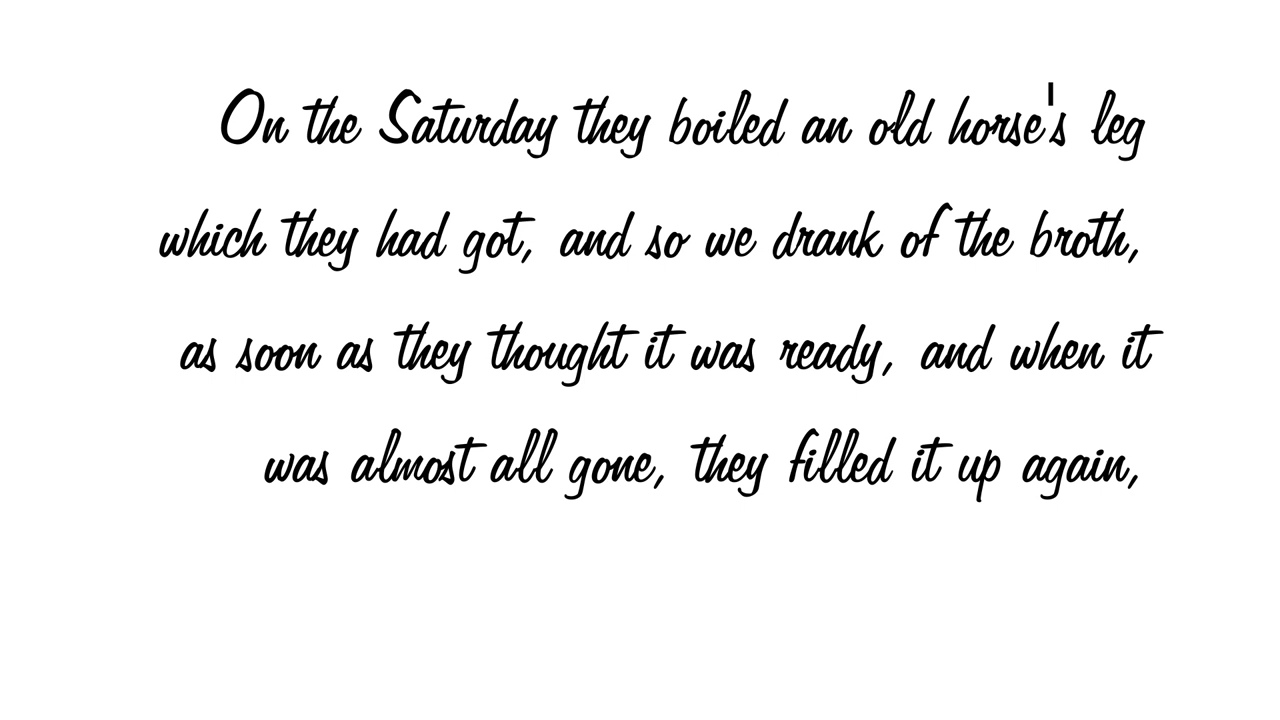 On the Saturday they boiled an old horse's leg
which they had got, and so we drank of the broth,
as soon as they thought it was ready, and when it
was almost all gone, they filled it up again,